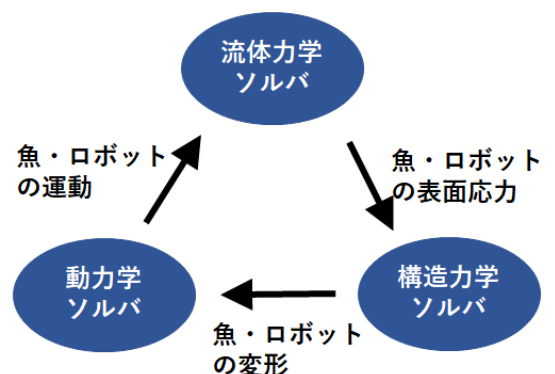 流体力学
ソルバ
魚・ロボット
の運動
魚・ロボット
の表面応力
動力学
ソルバ
構造力学
ソルバ
魚・ロボット
の変形